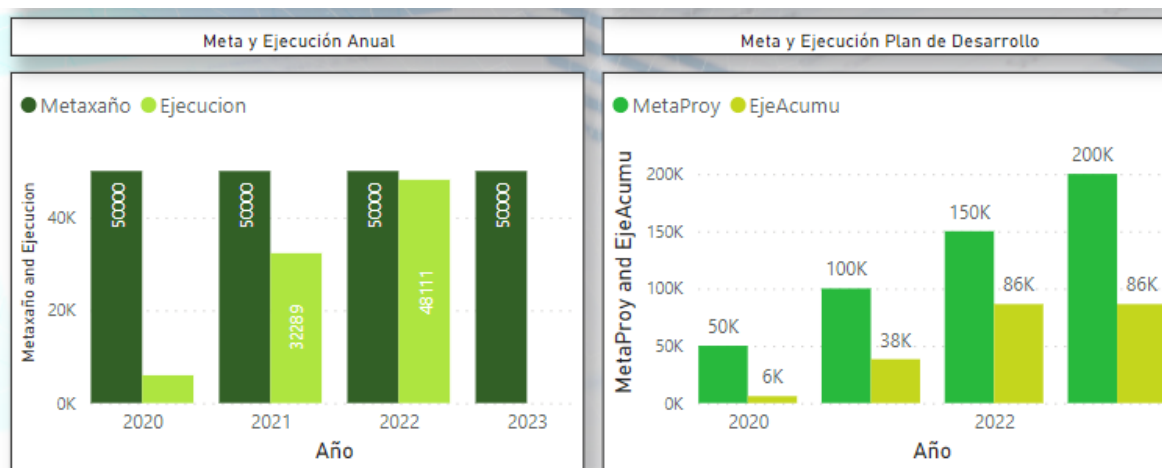 Meta y Ejecución Anual
Metaxaño Ejecucion
Metaxaño and Ejecucion
40K
20K
0K
50000
50000
32289
50000
48111
50000
2020 2021 2022 2023
Año
Meta y Ejecución Plan de Desarrollo
MetaProy EjeAcumu
MetaProy and EjeAcumu
200K
150K
100K
50K
0K
50K
6K
100K
38K
150K
86K
200K
86K
2020 2022
Año